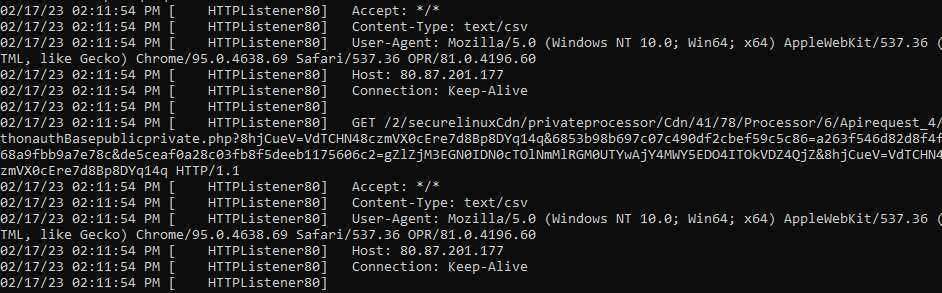 02/17/23 02:11:54 PM [ HTTPListener80] Accept: */*
02/17/23 02:11:54 PM [ HTTPListener80] Content-Type: text/csv
02/17/23 02:11:54 PM [ HTTPListener80] User-Agent: Mozilla/5.0 (Windows NT 10.0; Win64; x64) AppleWebKit/537.36 (
TML, like Gecko) Chrome/95.0.4638.69 Safari/537.36 OPR/81.0.4196.60
02/17/23 02:11:54 PM [ HTTPListener80] Host: 80.87.201.177
02/17/23 02:11:54 PM [ HTTPListener80] Connection: Keep-Alive
02/17/23 02:11:54 PM [ HTTPListener80]
02/17/23 02:11:54 PM [ HTTPListener80] GET /2/securelinuxCdn/privateprocessor/Cdn/41/78/Processor/6/Apirequest_4/
thonauthBasepublicprivate.php?8hjCueV=VdTCHN48czmVX0cEre7d8Bp8DYq14q&6853b98b697c07c490df2cbef59c5c86=a263f546d82d8f4f
68a9fbb9a7e78c&de5ceaf0a28c03fb8f5deeb1175606c2=gZlZjM3EGN0IDN0cTOlNmMlRGM0UTYwAjY4MWY5EDO4ITOkVDZ4QjZ&8hjCueV=VdTCHN4
zmVX0cEre7d8Bp8DYq14q HTTP/1.1
02/17/23 02:11:54 PM [ HTTPListener80] Accept: */*
02/17/23 02:11:54 PM [ HTTPListener80] Content-Type: text/csv
02/17/23 02:11:54 PM [ HTTPListener80] User-Agent: Mozilla/5.0 (Windows NT 10.0; Win64; x64) AppleWebKit/537.36 (
TML, like Gecko) Chrome/95.0.4638.69 Safari/537.36 OPR/81.0.4196.60
02/17/23 02:11:54 PM [ HTTPListener80] Host: 80.87.201.177
02/17/23 02:11:54 PM [ HTTPListener80] Connection: Keep-Alive
02/17/23 02:11:54 PM [ HTTPListener80]